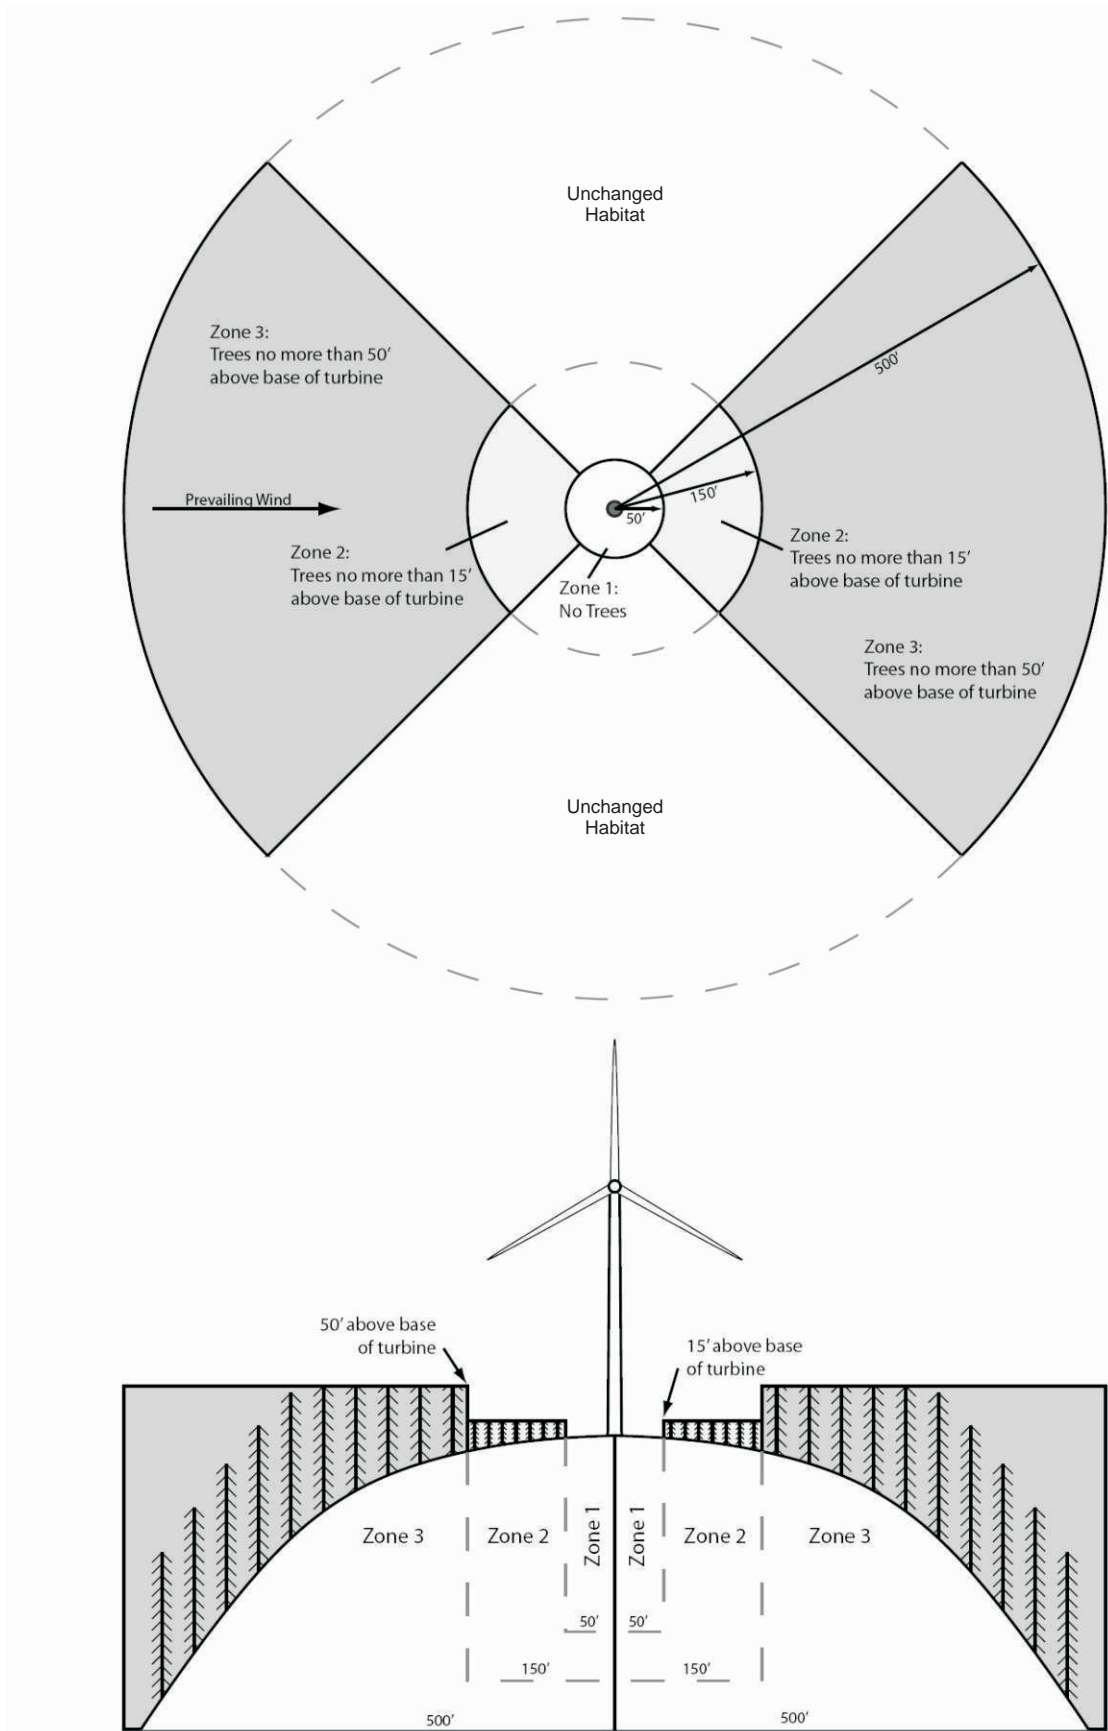 Unchanged
Habitat
Zone 3:
Trees no more than 50'
above base of turbine
500'
Prevailing Wind
150'
50'
Zone 2:
Trees no more than 15'
above base of turbine
Zone 2:
Trees no more than 15'
above base of turbine
Zone 1:
No Trees
Zone 3:
Trees no more than 50'
above base of turbine
Unchanged
Habitat
50' above base
of turbine
15' above base
of turbine
Zone 3
Zone 2
Zone 1
Zone 1
Zone 2
Zone 3
50'
50'
150'
150'
500'
500'